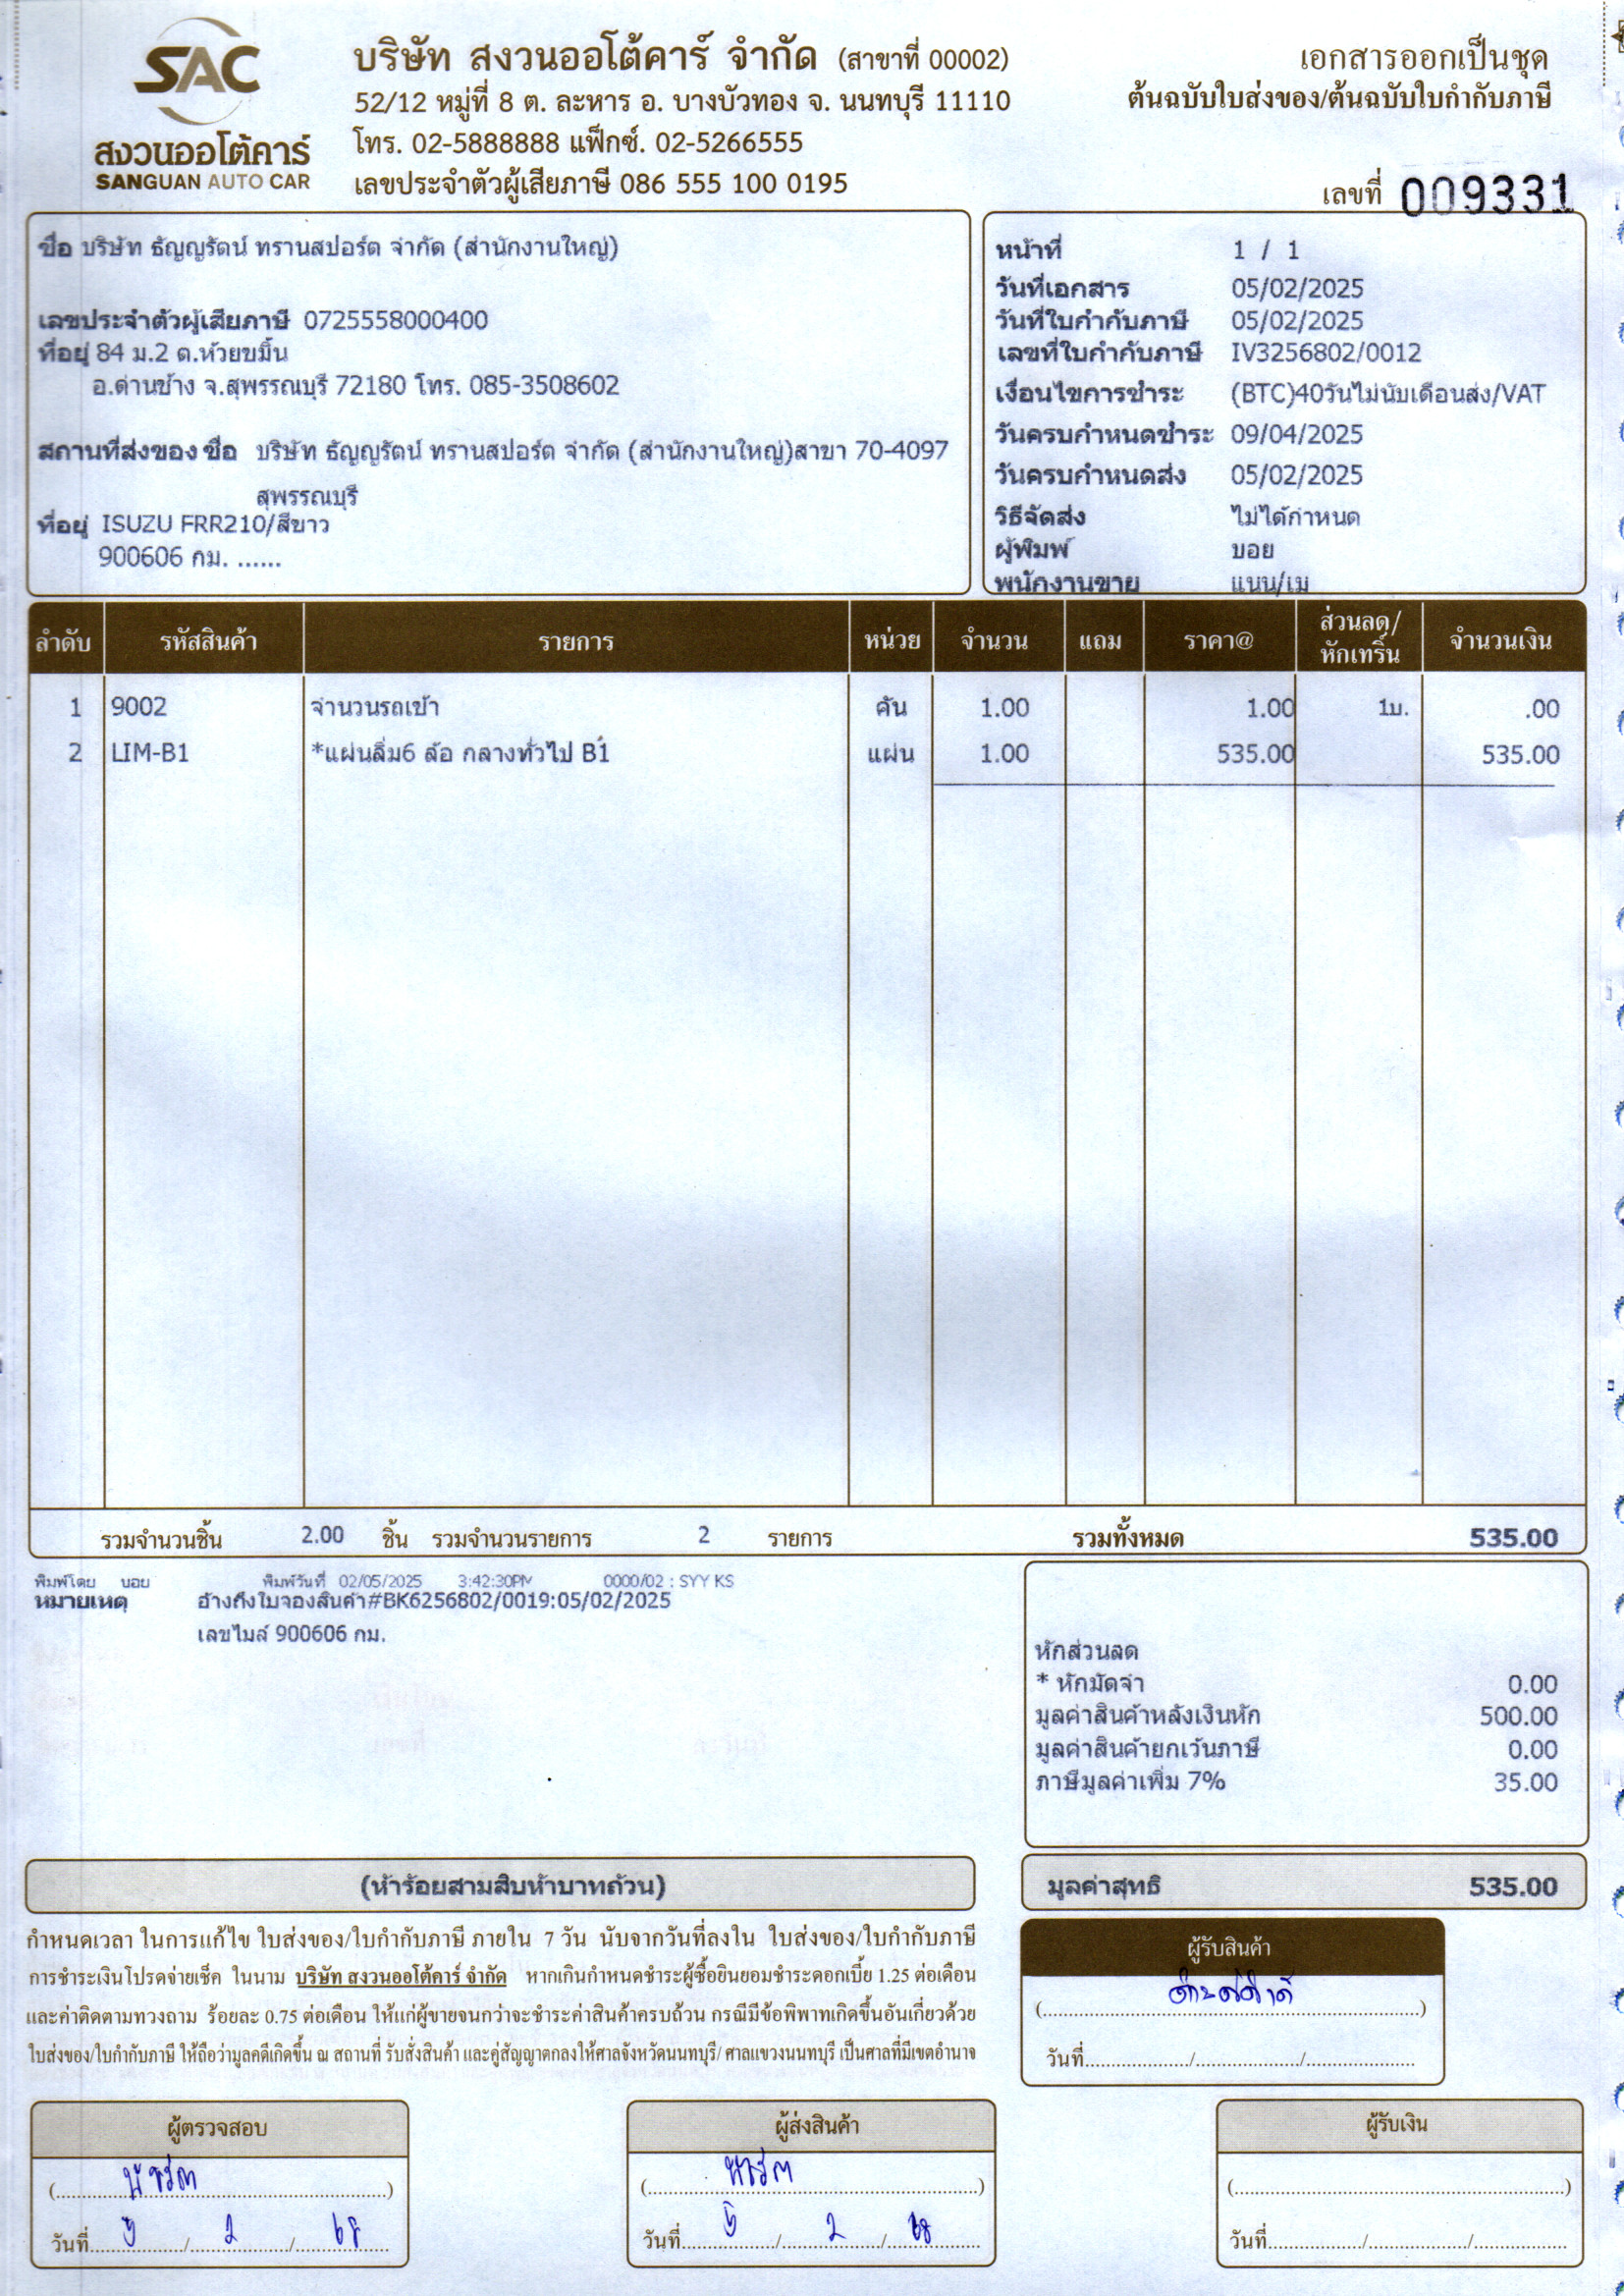 SAC
สงวนออโต้คาร์
SANGUAN AUTO CAR
บริษัท สงวนออโต้คาร์ จำกัด (สาขาที่ 00002)
52/12 หมู่ที่ 8 ต. ละหาร อ. บางบัวทอง จ. นนทบุรี 11110
โทร. 02-5888888 แฟ็กซ์. 02-5266555
เลขประจำตัวผู้เสียภาษี 086 555 100 0195
เอกสารออกเป็นชุด
ต้นฉบับใบส่งของ/ต้นฉบับใบกำกับภาษี
เลขที่ 009331
ชื่อ บริษัท ธัญญรัตน์ ทรานสปอร์ต จำกัด (สำนักงานใหญ่)
เลขประจำตัวผู้เสียภาษี 0725558000400
ที่อยู่ 84 ม.2 ต.ห้วยขมิ้น
อ.ด่านช้าง จ.สุพรรณบุรี 72180 โทร. 085-3508602
สถานที่ส่งของ ชื่อ บริษัท ธัญญรัตน์ ทรานสปอร์ต จำกัด (สำนักงานใหญ่)สาขา 70-4097
สุพรรณบุรี
ที่อยู่ ISUZU FRR210/สีขาว
900606 กม. ......
หน้าที่ 1 / 1
วันที่เอกสาร 05/02/2025
วันที่ใบกำกับภาษี 05/02/2025
เลขที่ใบกำกับภาษี IV3256802/0012
เงื่อนไขการชำระ (BTC)40วันไม่นับเดือนส่ง/VAT
วันครบกำหนดชำระ 09/04/2025
วันครบกำหนดส่ง 05/02/2025
วิธีจัดส่ง ไม่ได้กำหนด
ผู้พิมพ์ บอย
พนักงานขาย แนน/เม
ลำดับ รหัสสินค้า รายการ หน่วย จำนวน แถม ราคา@ ส่วนลด/หักเทริ์น จำนวนเงิน
1 9002 จำนวนรถเข้า คัน 1.00 1.00 1บ. .00
2 LIM-B1 *แผ่นลิ่ม6 ล้อ กลางทั่วไป B1 แผ่น 1.00 535.00 535.00
รวมจำนวนชิ้น 2.00 ชิ้น รวมจำนวนรายการ 2 รายการ รวมทั้งหมด 535.00
พิมพ์โดย บอย พิมพ์วันที่ 02/05/2025 3:42:30PM 0000/02 : SYY KS
หมายเหตุ อ้างถึงใบจองสินค้า#BK6256802/0019:05/02/2025
เลขไมล์ 900606 กม.
หักส่วนลด
* หักมัดจำ 0.00
มูลค่าสินค้าหลังเงินหัก 500.00
มูลค่าสินค้ายกเว้นภาษี 0.00
ภาษีมูลค่าเพิ่ม 7% 35.00
(ห้าร้อยสามสิบห้าบาทถ้วน)
มูลค่าสุทธิ 535.00
กำหนดเวลา ในการแก้ไข ใบส่งของ/ใบกำกับภาษี ภายใน 7 วัน นับจากวันที่ลงใน ใบส่งของ/ใบกำกับภาษี
การชำระเงินโปรดจ่ายเช็ค ในนาม บริษัท สงวนออโต้คาร์ จำกัด หากเกินกำหนดชำระผู้ซื้อยินยอมชำระดอกเบี้ย 1.25 ต่อเดือน
และค่าติดตามทวงถาม ร้อยละ 0.75 ต่อเดือน ให้แก่ผู้ขายจนกว่าจะชำระค่าสินค้าครบถ้วน กรณีมีข้อพิพาทเกิดขึ้นอันเกี่ยวด้วย
ใบส่งของ/ใบกำกับภาษี ให้ถือว่ามูลคดีเกิดขึ้น ณ สถานที่ รับสั่งสินค้า และคู่สัญญาตกลงให้ศาลจังหวัดนนทบุรี/ ศาลแขวงนนทบุรี เป็นศาลที่มีเขตอำนาจ
ผู้รับสินค้า
วันที่
ผู้ตรวจสอบ
วันที่ 5 / 2 / 68
ผู้ส่งสินค้า
วันที่ 5 / 2 / 68
ผู้รับเงิน
วันที่